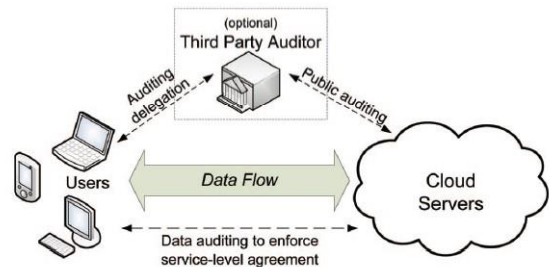 (optional)
Third Party Auditor
Auditing
delegation
Public auditing
Users
Data Flow
Cloud
Servers
Data auditing to enforce
service-level agreement